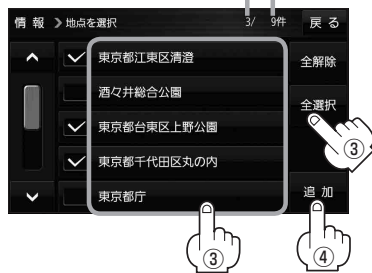 情報 >地点を選択 3/ 9件 戻る
東京都江東区清澄 全解除
酒々井総合公園
全選択
東京都台東区上野公園
③
東京都千代田区丸の内
東京都庁 追加
③ ④